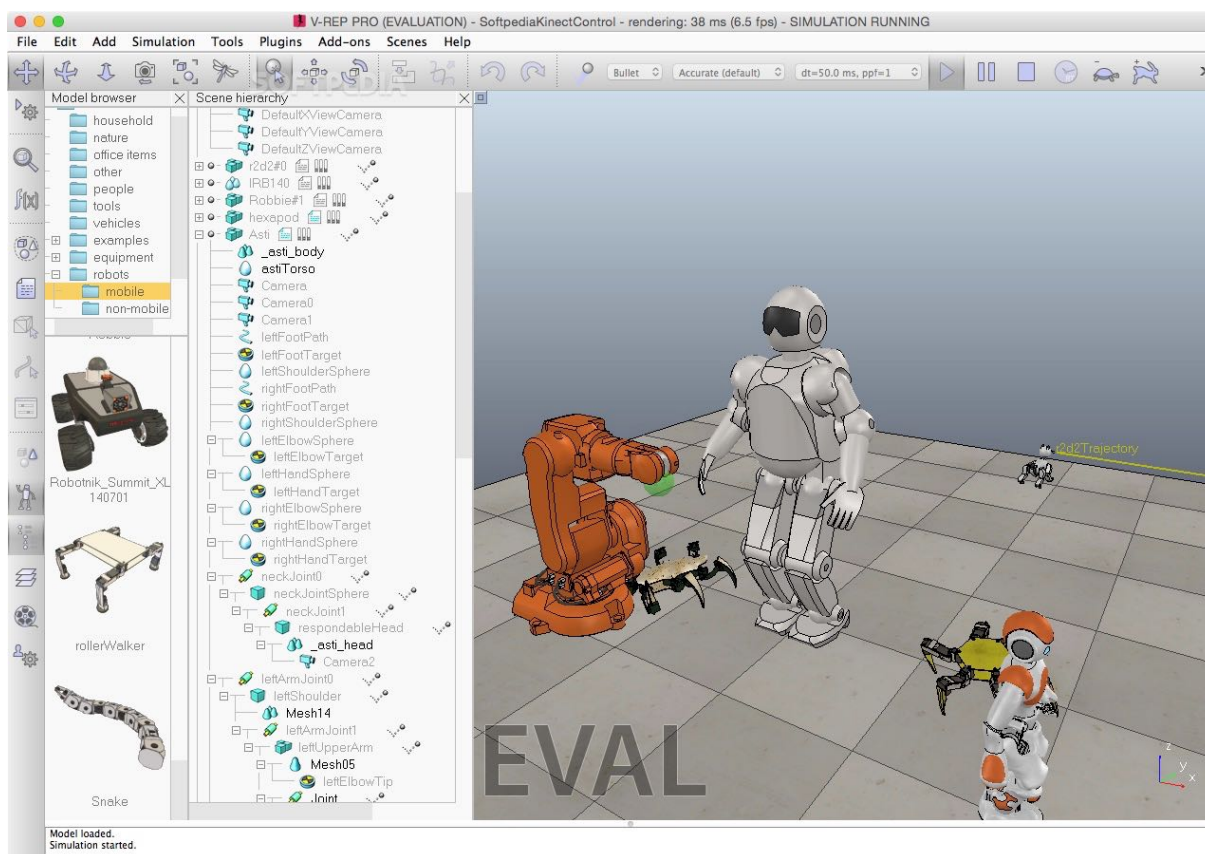 V-REP PRO (EVALUATION) - SoftpediaKinectControl - rendering: 38 ms (6.5 fps) - SIMULATION RUNNING
File Edit Add Simulation Tools Plugins Add-ons Scenes Help
SOFTPEDIA
Bullet Accurate (default) dt=50.0 ms, ppf=1
f(x)
Model browser
household
nature
office items
other
people
tools
vehicles
examples
equipment
robots
mobile
non-mobile
Robbie
Robotnik_Summit_XL
140701
rollerWalker
Snake
Scene hierarchy
DefaultXViewCamera
DefaultYViewCamera
DefaultZViewCamera
r2d2#0
IRB140
Robbie#1
hexapod
Asti
_asti_body
astiTorso
Camera
Camera0
Camera1
leftFootPath
leftFootTarget
leftShoulderSphere
rightFootPath
rightFootTarget
rightShoulderSphere
leftElbowSphere
leftElbowTarget
leftHandSphere
leftHandTarget
rightElbowSphere
rightElbowTarget
rightHandSphere
rightHandTarget
neckJoint0
neckJointSphere
neckJoint1
respondableHead
_asti_head
Camera2
leftArmJoint0
leftShoulder
Mesh14
leftArmJoint1
leftUpperArm
Mesh05
leftElbowTip
Joint
r2d2Trajectory
EVAL
z
y
x
Model loaded.
Simulation started.